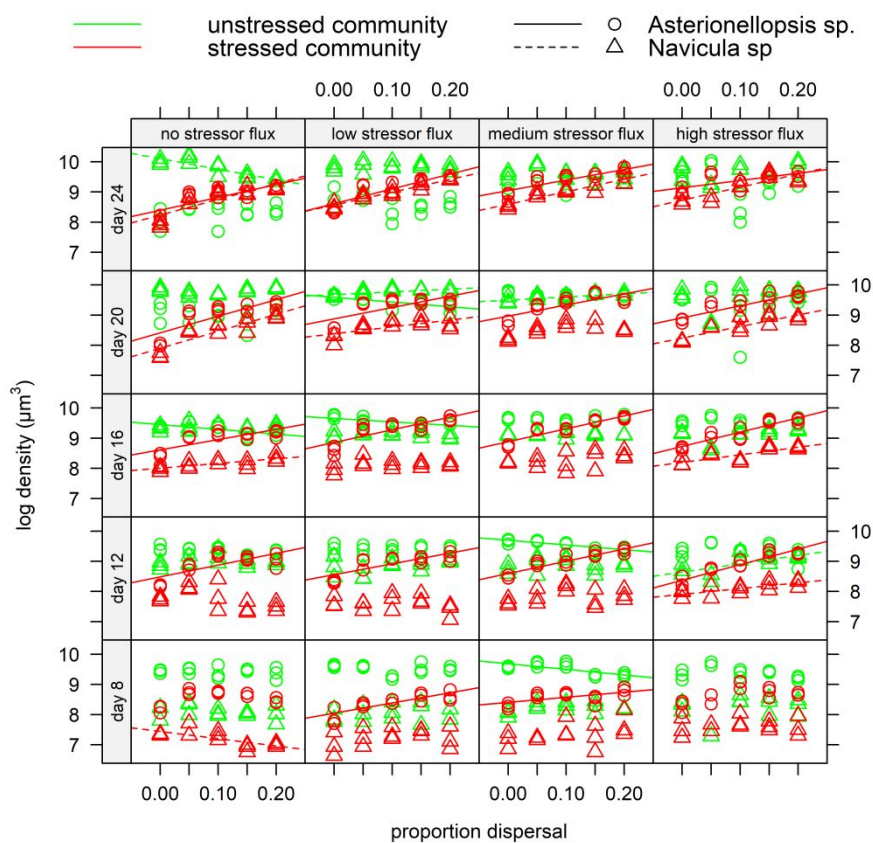 unstressed community Asterionellopsis sp.
stressed community Navicula sp
0.00 0.10 0.20 0.00 0.10 0.20
no stressor flux low stressor flux medium stressor flux high stressor flux
10
9
8
7
day 24
10
9
8
7
day 20
10
9
8
7
day 16
10
9
8
7
day 12
10
9
8
7
day 8
log density (μm³)
0.00 0.10 0.20 0.00 0.10 0.20
proportion dispersal